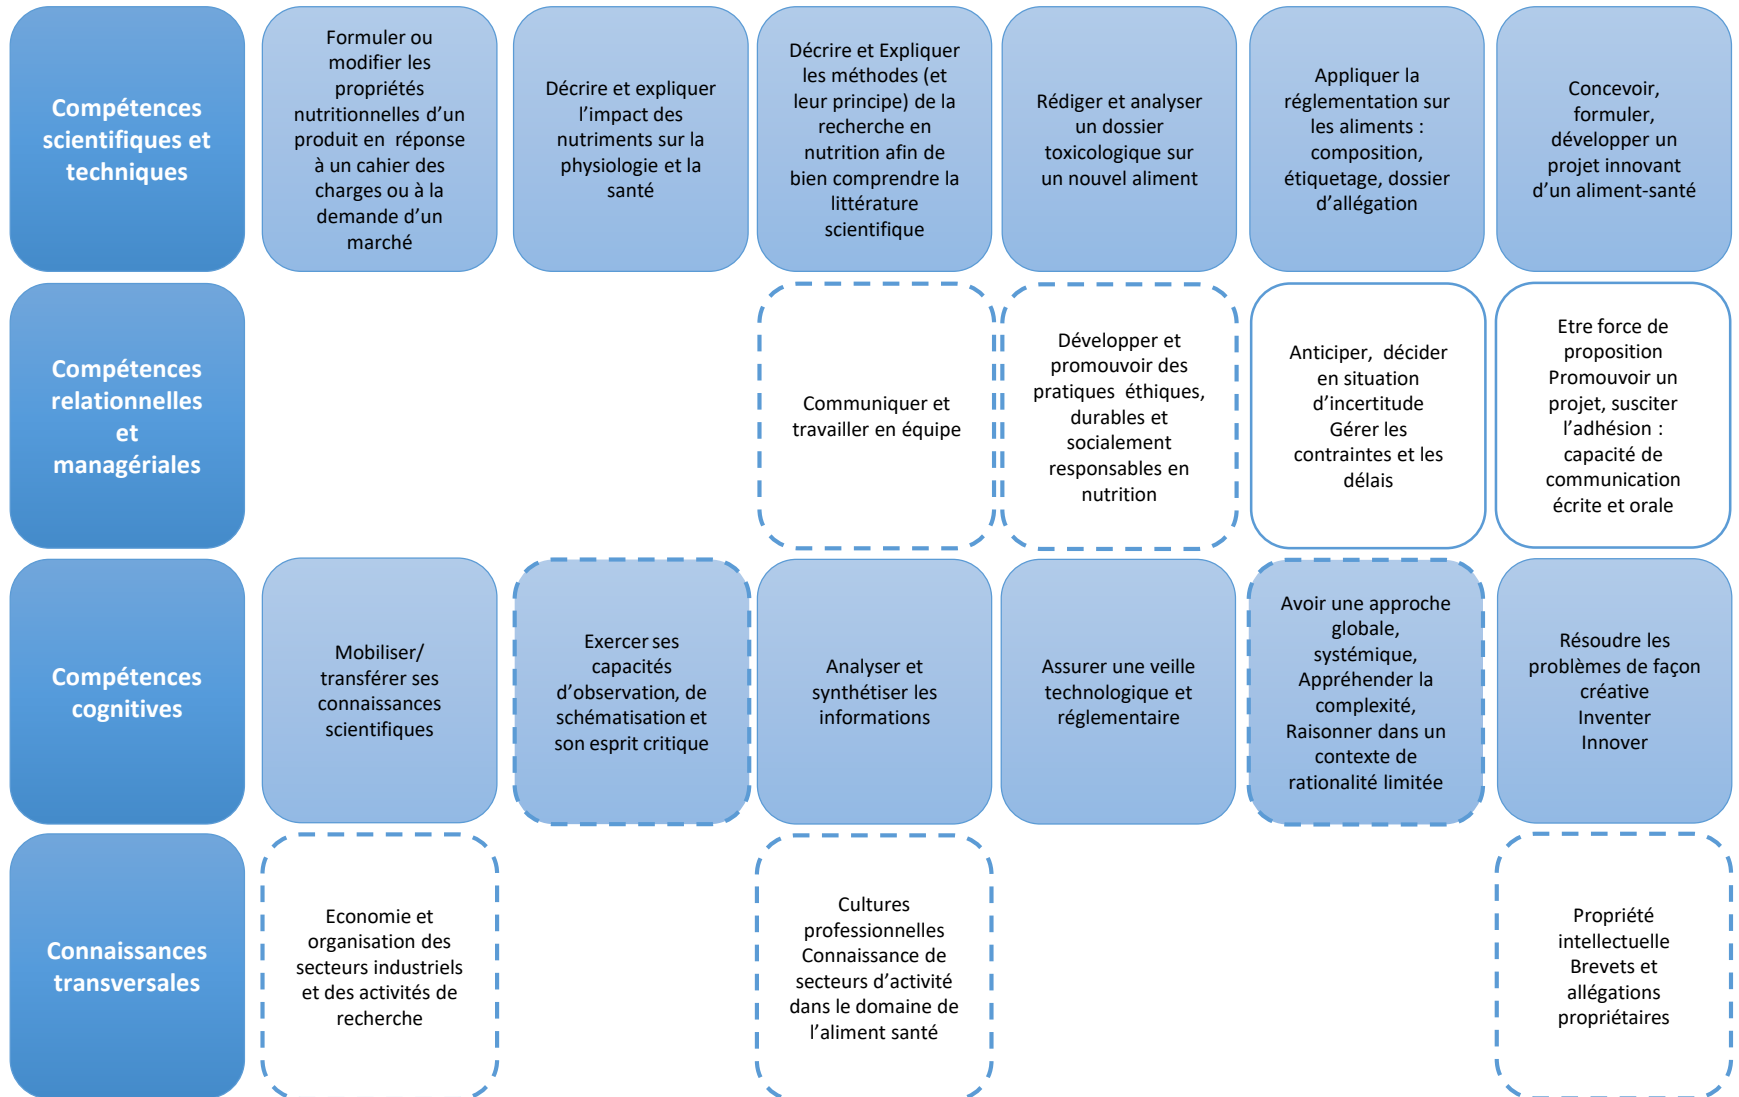 Compétences
scientifiques et
techniques
Formuler ou
modifier les
propriétés
nutritionnelles d’un
produit en réponse
à un cahier des
charges ou à la
demande d’un
marché
Décrire et expliquer
l’impact des
nutriments sur la
physiologie et la
santé
Décrire et Expliquer
les méthodes (et
leur principe) de la
recherche en
nutrition afin de
bien comprendre la
littérature
scientifique
Rédiger et analyser
un dossier
toxicologique sur
un nouvel aliment
Appliquer la
réglementation sur
les aliments :
composition,
étiquetage, dossier
d’allégation
Concevoir,
formuler,
développer un
projet innovant
d’un aliment-santé
Compétences
relationnelles
et
managériales
Communiquer et
travailler en équipe
Développer et
promouvoir des
pratiques éthiques,
durables et
socialement
responsables en
nutrition
Anticiper, décider
en situation
d’incertitude
Gérer les
contraintes et les
délais
Etre force de
proposition
Promouvoir un
projet, susciter
l’adhésion :
capacité de
communication
écrite et orale
Compétences
cognitives
Mobiliser/
transférer ses
connaissances
scientifiques
Exercer ses
capacités
d’observation, de
schématisation et
son esprit critique
Analyser et
synthétiser les
informations
Assurer une veille
technologique et
réglementaire
Avoir une approche
globale,
systémique,
Appréhender la
complexité,
Raisonner dans un
contexte de
rationalité limitée
Résoudre les
problèmes de façon
créative
Inventer
Innover
Connaissances
transversales
Economie et
organisation des
secteurs industriels
et des activités de
recherche
Cultures
professionnelles
Connaissance de
secteurs d’activité
dans le domaine de
l’aliment santé
Propriété
intellectuelle
Brevets et
allégations
propriétaires